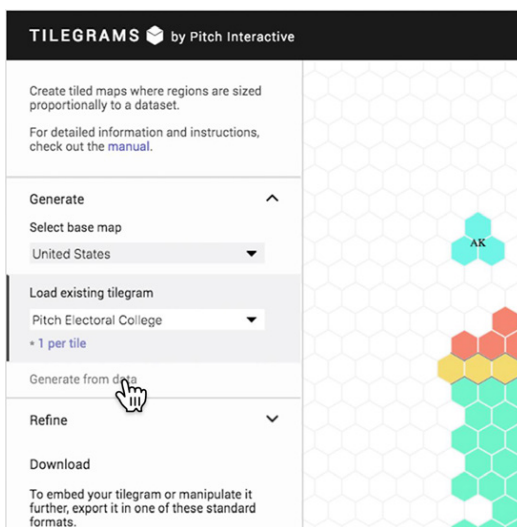 TILEGRAMS by Pitch Interactive
Create tiled maps where regions are sized
proportionally to a dataset.
For detailed information and instructions,
check out the manual.
Generate
Select base map
United States
Load existing tilegram
Pitch Electoral College
1 per tile
Generate from data
Refine
Download
To embed your tilegram or manipulate it
further, export it in one of these standard
formats.
AK